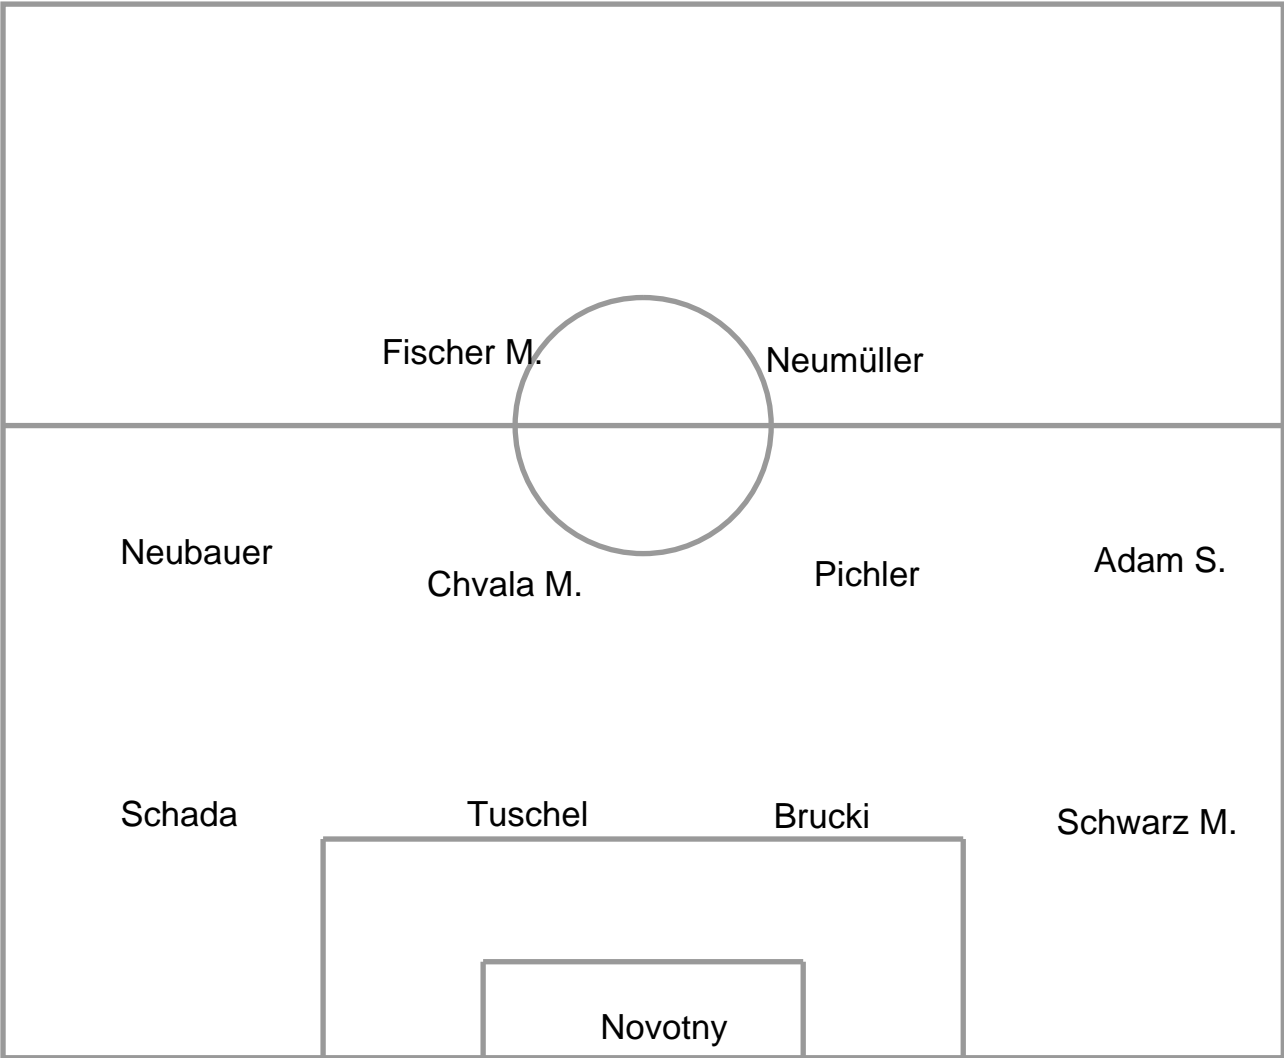 Fischer M.
Neumüller
Neubauer
Chvala M.
Pichler
Adam S.
Schada
Tuschel
Brucki
Schwarz M.
Novotny